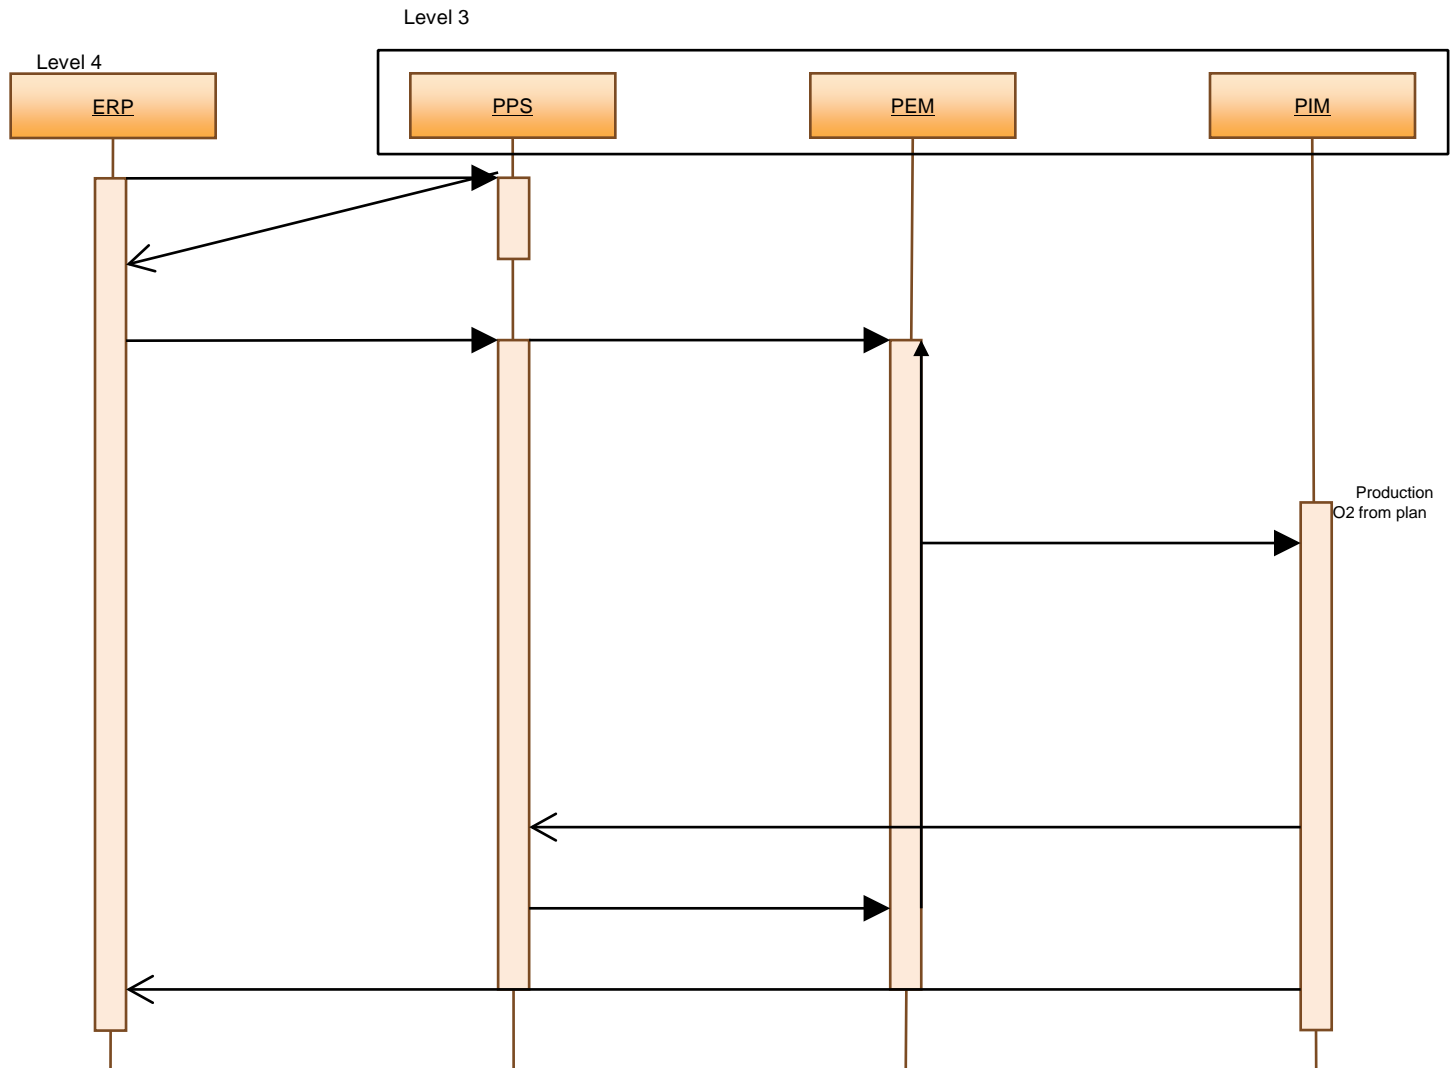 Level 3
Level 4
ERP
PPS
PEM
PIM
Production
O2 from plan